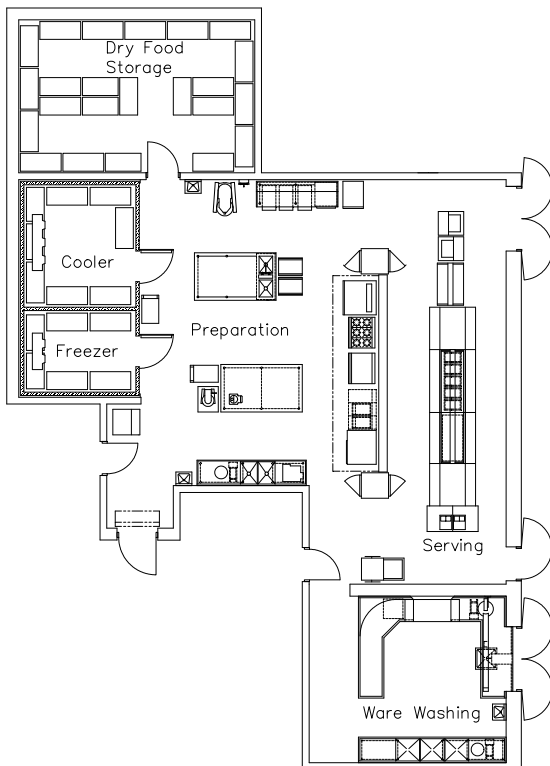 Dry Food
Storage
Cooler
Preparation
Freezer
Serving
Ware Washing